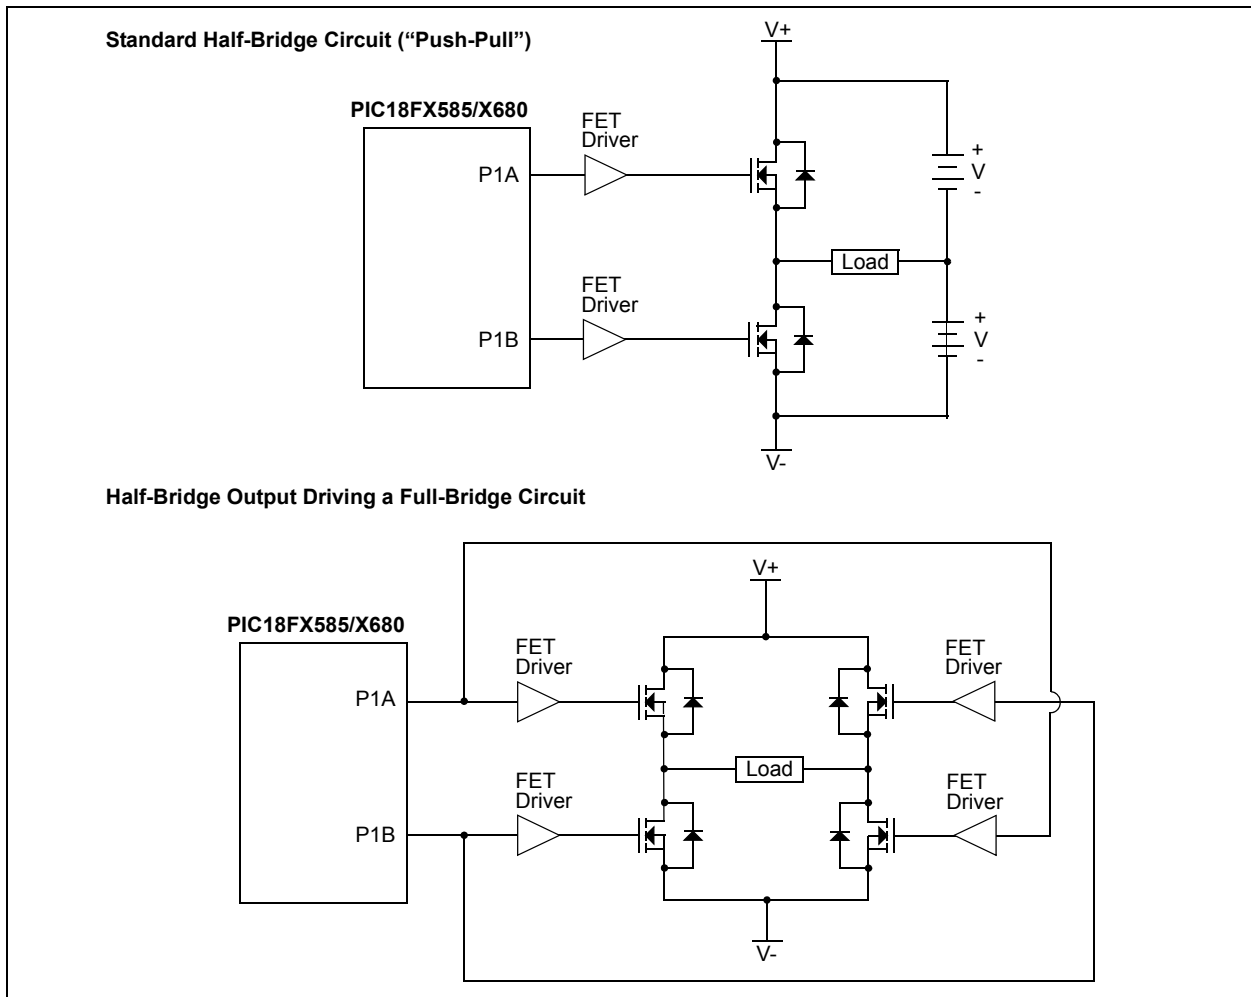 Standard Half-Bridge Circuit (“Push-Pull”)
V+
PIC18FX585/X680
FET
Driver
P1A
+
V
-
Load
FET
Driver
P1B
+
V
-
V-
Half-Bridge Output Driving a Full-Bridge Circuit
V+
PIC18FX585/X680
FET
Driver
FET
Driver
P1A
Load
FET
Driver
FET
Driver
P1B
V-